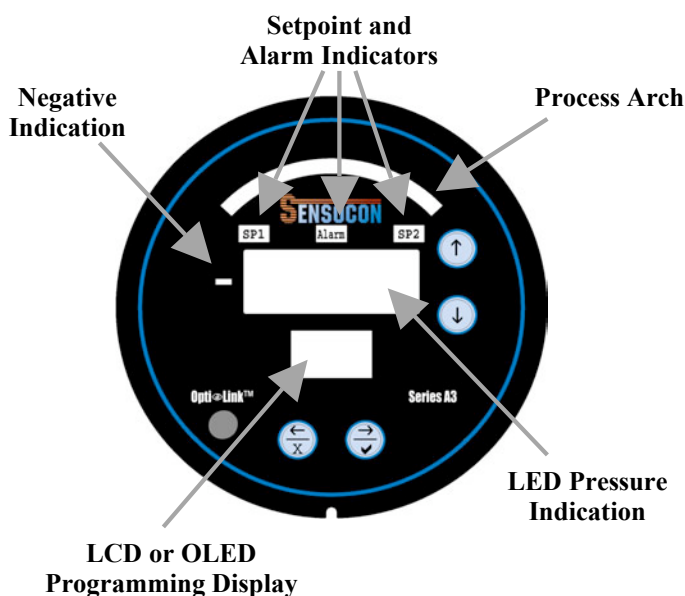 Setpoint and
Alarm Indicators
Negative
Indication
Process Arch
SENSOCON
SP1 Alarm SP2
↑
↓
Opti Link™ Series A3
← →
X ✓
LED Pressure
Indication
LCD or OLED
Programming Display